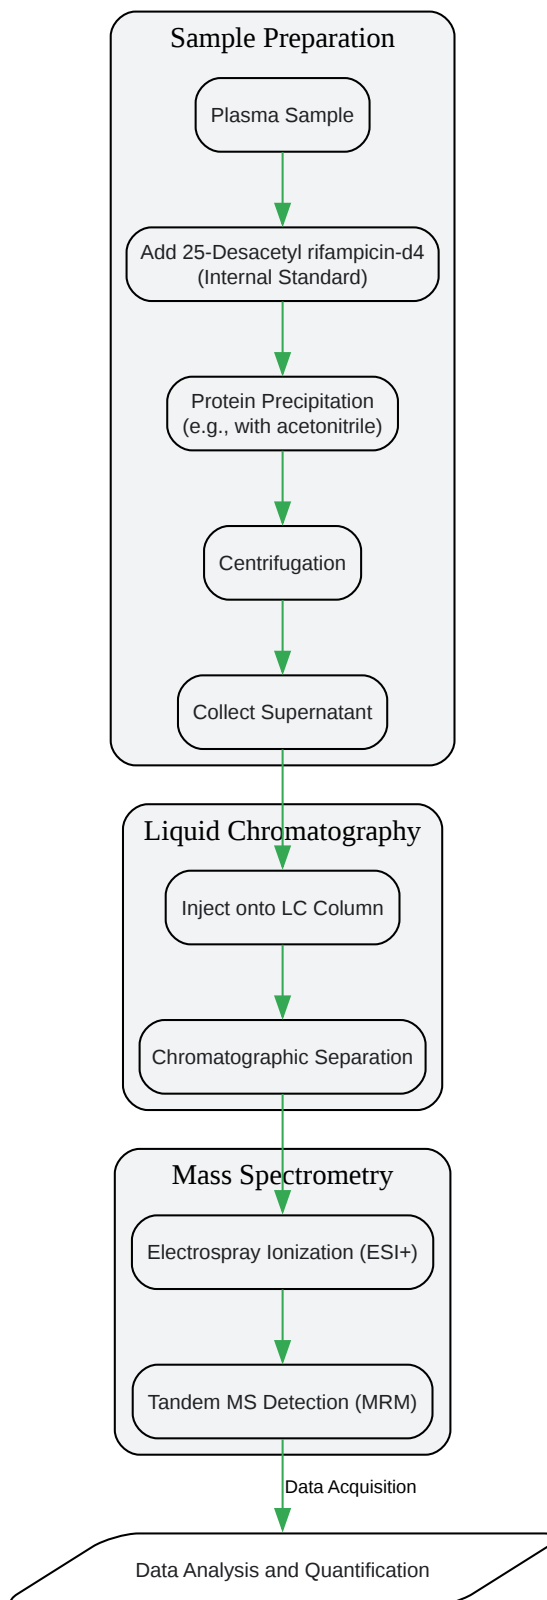 Sample Preparation
Plasma Sample
Add 25-Desacetyl rifampicin-d4
(Internal Standard)
Protein Precipitation
(e.g., with acetonitrile)
Centrifugation
Collect Supernatant
Liquid Chromatography
Inject onto LC Column
Chromatographic Separation
Mass Spectrometry
Electrospray Ionization (ESI+)
Tandem MS Detection (MRM)
Data Acquisition
Data Analysis and Quantification